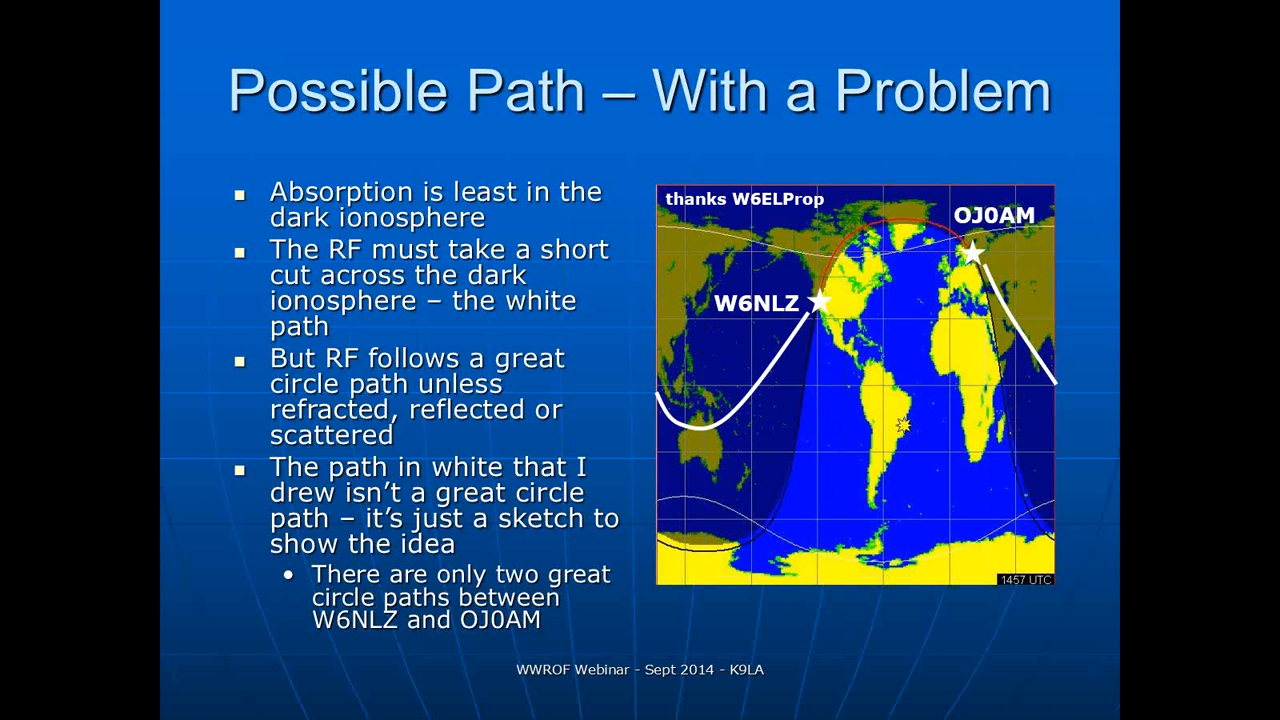 Possible Path – With a Problem
Absorption is least in the
dark ionosphere
The RF must take a short
cut across the dark
ionosphere – the white
path
But RF follows a great
circle path unless
refracted, reflected or
scattered
The path in white that I
drew isn't a great circle
path – it's just a sketch to
show the idea
There are only two great
circle paths between
W6NLZ and OJ0AM
thanks W6ELProp
OJ0AM
W6NLZ
1457 UTC
WWROF Webinar - Sept 2014 - K9LA